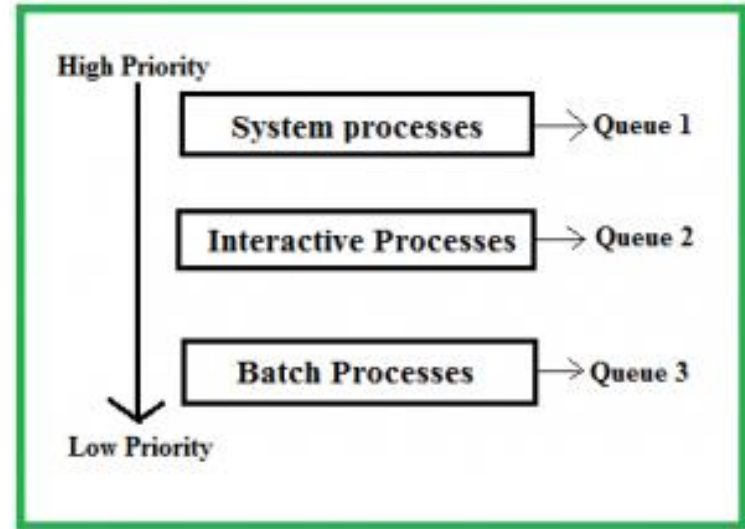 High Priority
System processes
Queue 1
Interactive Processes
Queue 2
Batch Processes
Queue 3
Low Priority